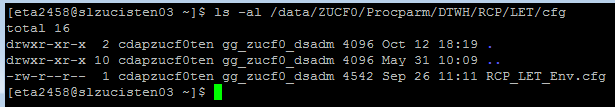 [eta2458@slzucisten03 ~]$ ls -al /data/ZUCF0/Procparm/DTWH/RCP/LET/cfg
total 16
drwxr-xr-x  2 cdapzucf0ten gg_zucf0_dsadm 4096 Oct 12 18:19 .
drwxr-xr-x 10 cdapzucf0ten gg_zucf0_dsadm 4096 May 31 10:09 ..
-rw-r--r--  1 cdapzucf0ten gg_zucf0_dsadm 4542 Sep 26 11:11 RCP_LET_Env.cfg
[eta2458@slzucisten03 ~]$